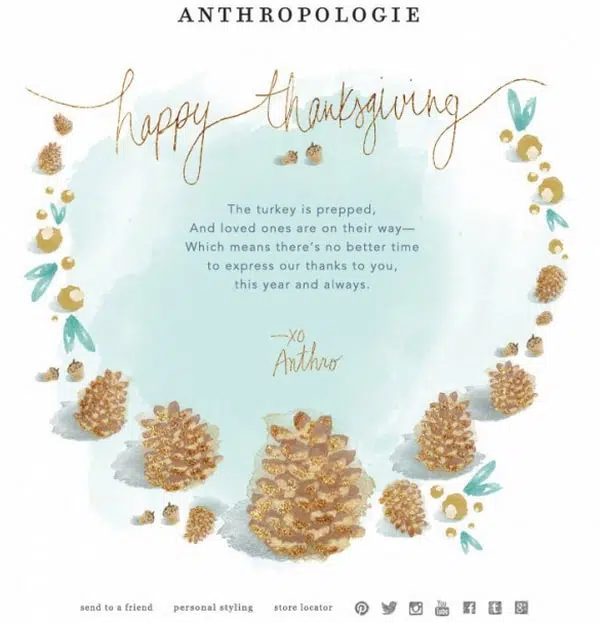 ANTHROPOLOGIE
happy thanksgiving
The turkey is prepped,
And loved ones are on their way—
Which means there's no better time
to express our thanks to you,
this year and always.
—xo
Anthro
send to a friend personal styling store locator